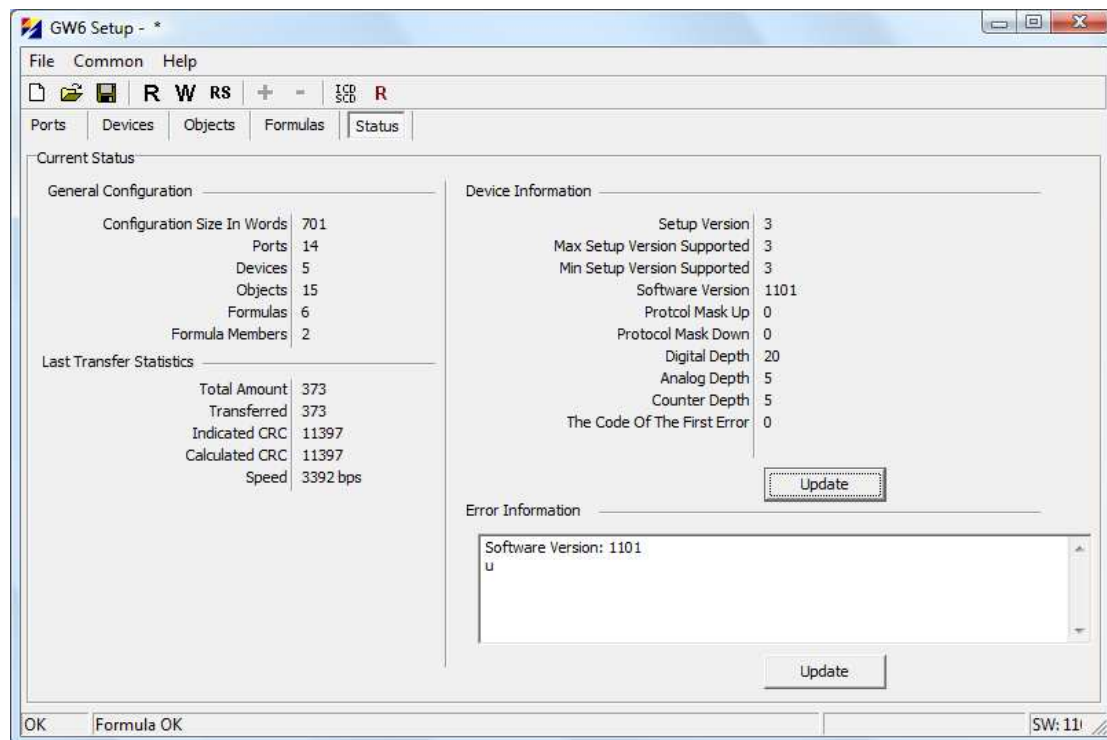 GW6 Setup - *
File Common Help
R W RS + - ICD SCD R
Ports Devices Objects Formulas Status
Current Status
General Configuration
Configuration Size In Words 701
Ports 14
Devices 5
Objects 15
Formulas 6
Formula Members 2
Last Transfer Statistics
Total Amount 373
Transferred 373
Indicated CRC 11397
Calculated CRC 11397
Speed 3392 bps
Device Information
Setup Version 3
Max Setup Version Supported 3
Min Setup Version Supported 3
Software Version 1101
Protcol Mask Up 0
Protocol Mask Down 0
Digital Depth 20
Analog Depth 5
Counter Depth 5
The Code Of The First Error 0
Update
Error Information
Software Version: 1101
u
Update
OK Formula OK SW: 11